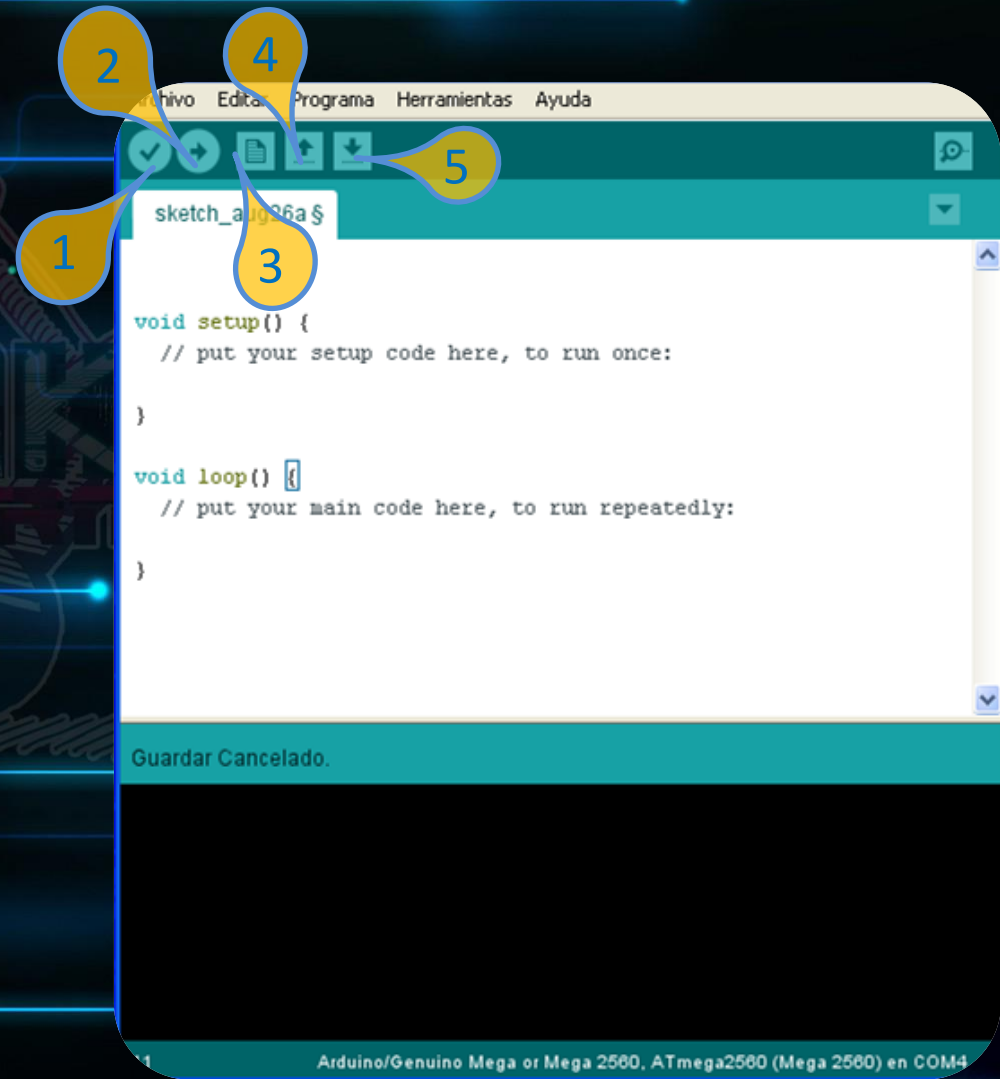 2
4
Archivo Editar Programa Herramientas Ayuda
5
sketch_aug26a §
1
3
void setup() {
// put your setup code here, to run once:
}
void loop() {
// put your main code here, to run repeatedly:
}
Guardar Cancelado.
Arduino/Genuino Mega or Mega 2560, ATmega2560 (Mega 2560) en COM4